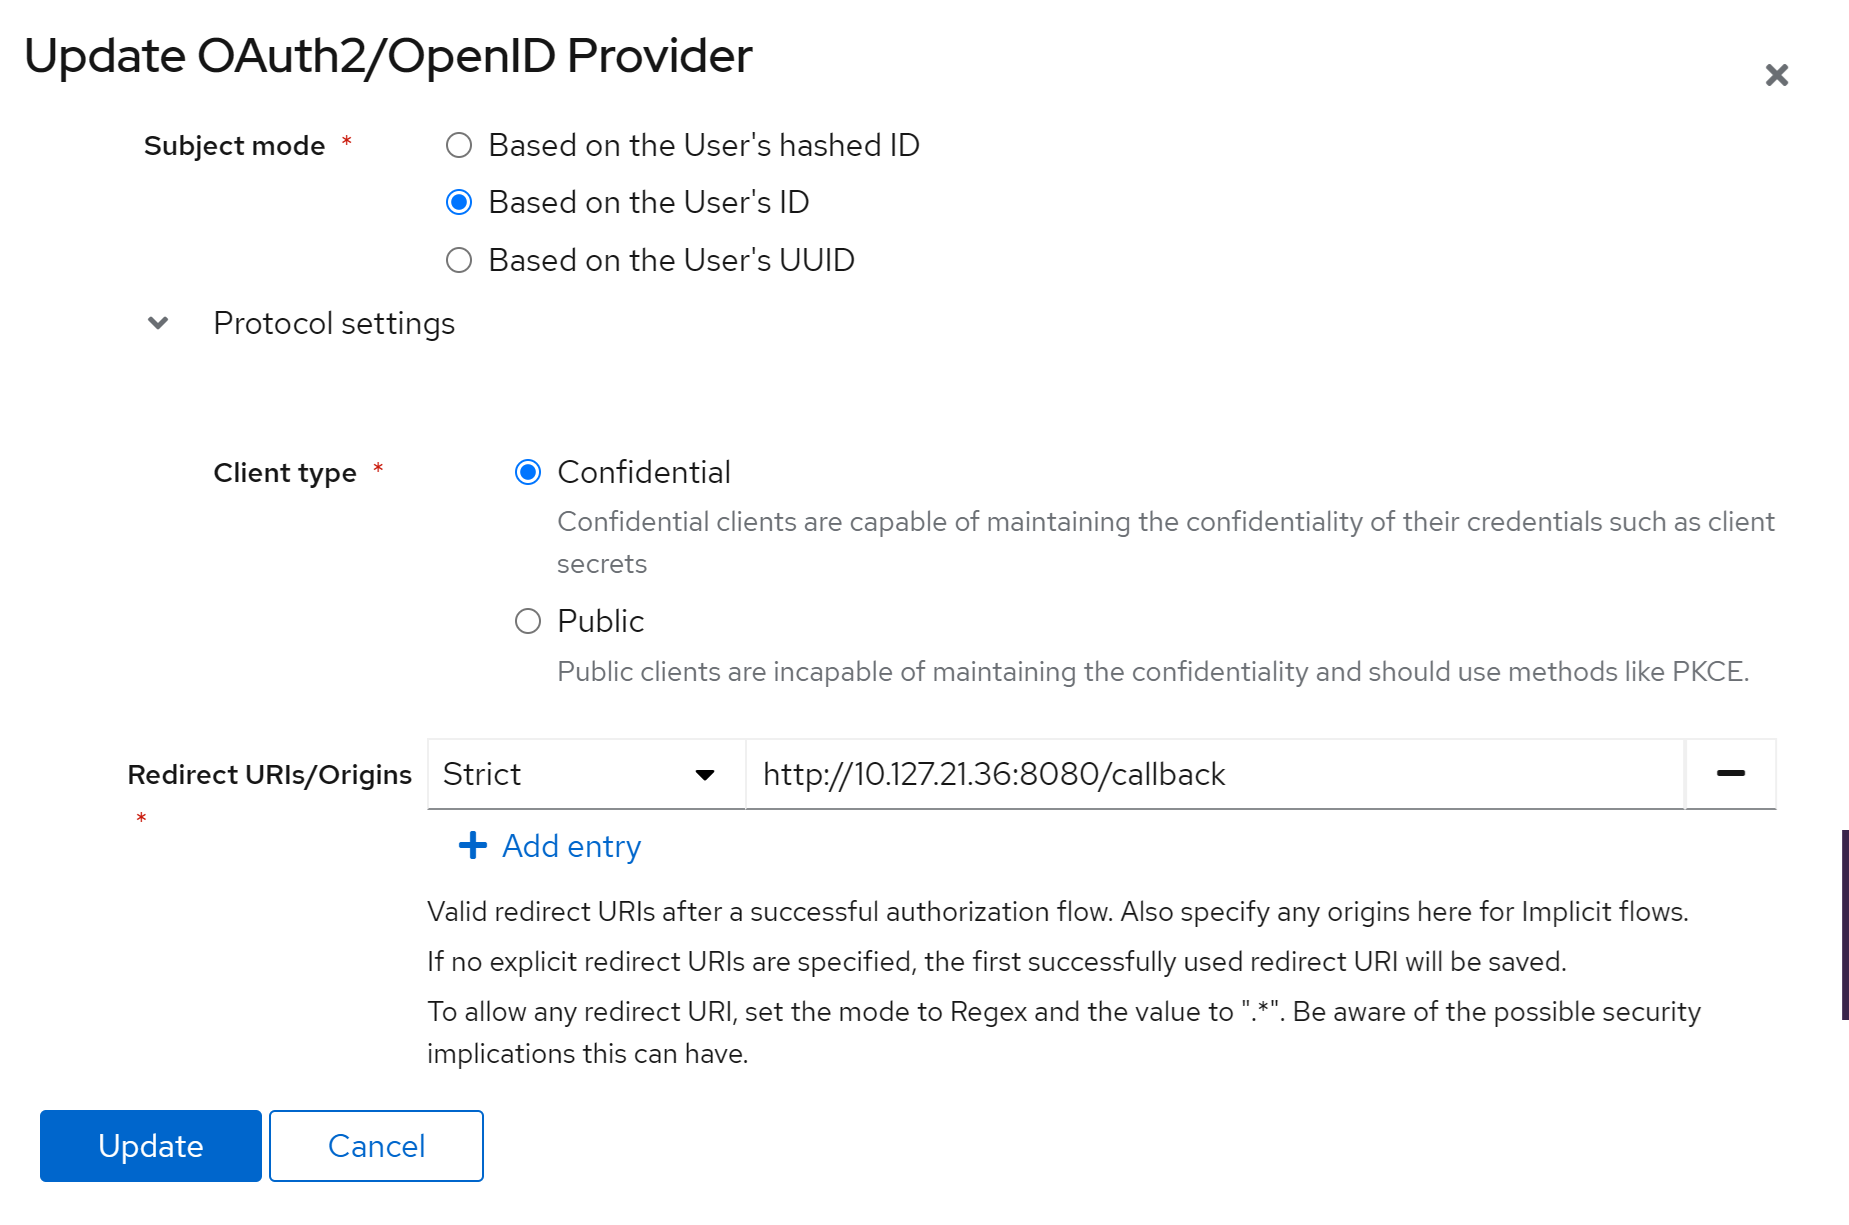 Update OAuth2/OpenID Provider
Subject mode *
Based on the User's hashed ID
Based on the User's ID
Based on the User's UUID
Protocol settings
Client type *
Confidential
Confidential clients are capable of maintaining the confidentiality of their credentials such as client
secrets
Public
Public clients are incapable of maintaining the confidentiality and should use methods like PKCE.
Redirect URIs/Origins
*
Strict
http://10.127.21.36:8080/callback
Add entry
Valid redirect URIs after a successful authorization flow. Also specify any origins here for Implicit flows.
If no explicit redirect URIs are specified, the first successfully used redirect URI will be saved.
To allow any redirect URI, set the mode to Regex and the value to ".*". Be aware of the possible security
implications this can have.
Update
Cancel